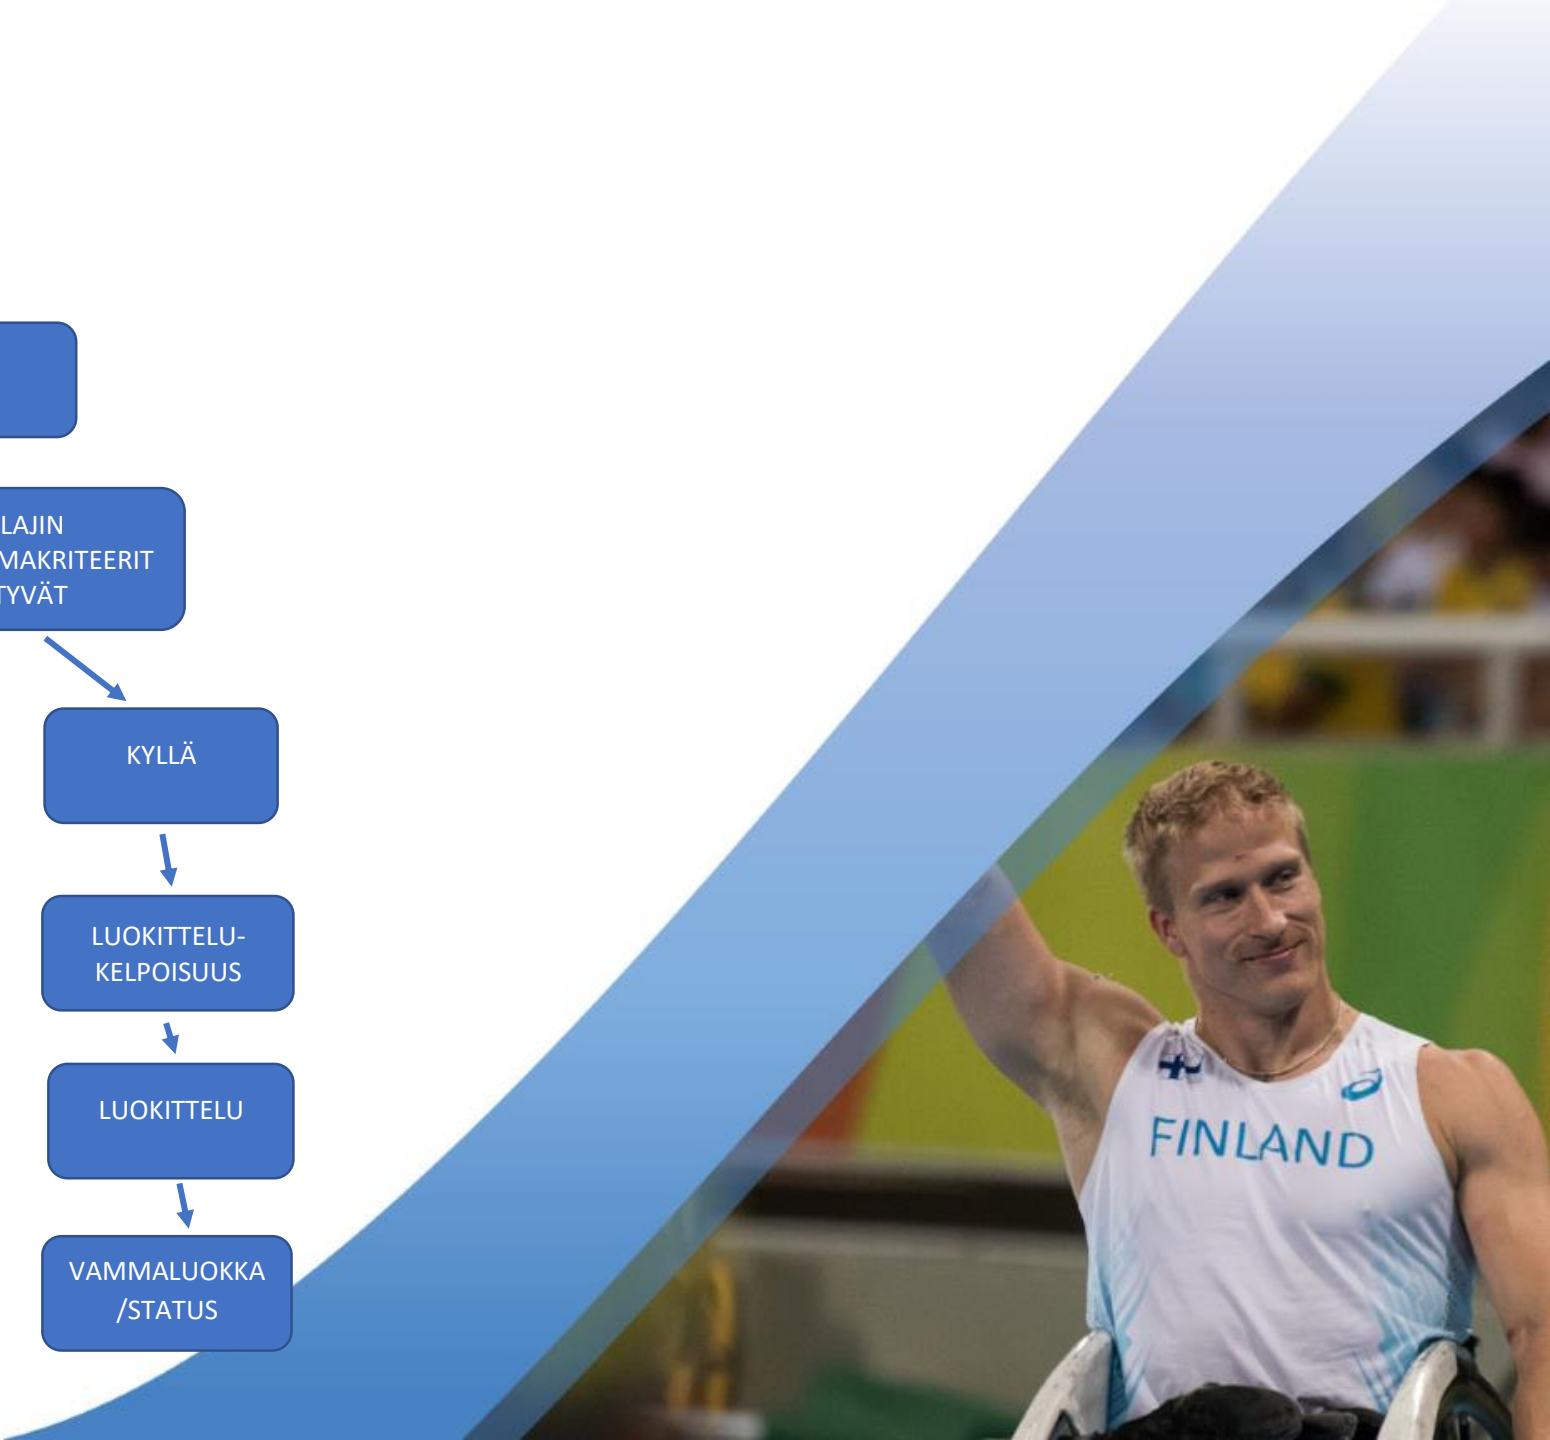 LAJIN
MAKRITEERIT
TYVÄT
KYLLÄ
LUOKITTELU-
KELPOISUUS
LUOKITTELU
VAMMALUOKKA
/STATUS
FINLAND